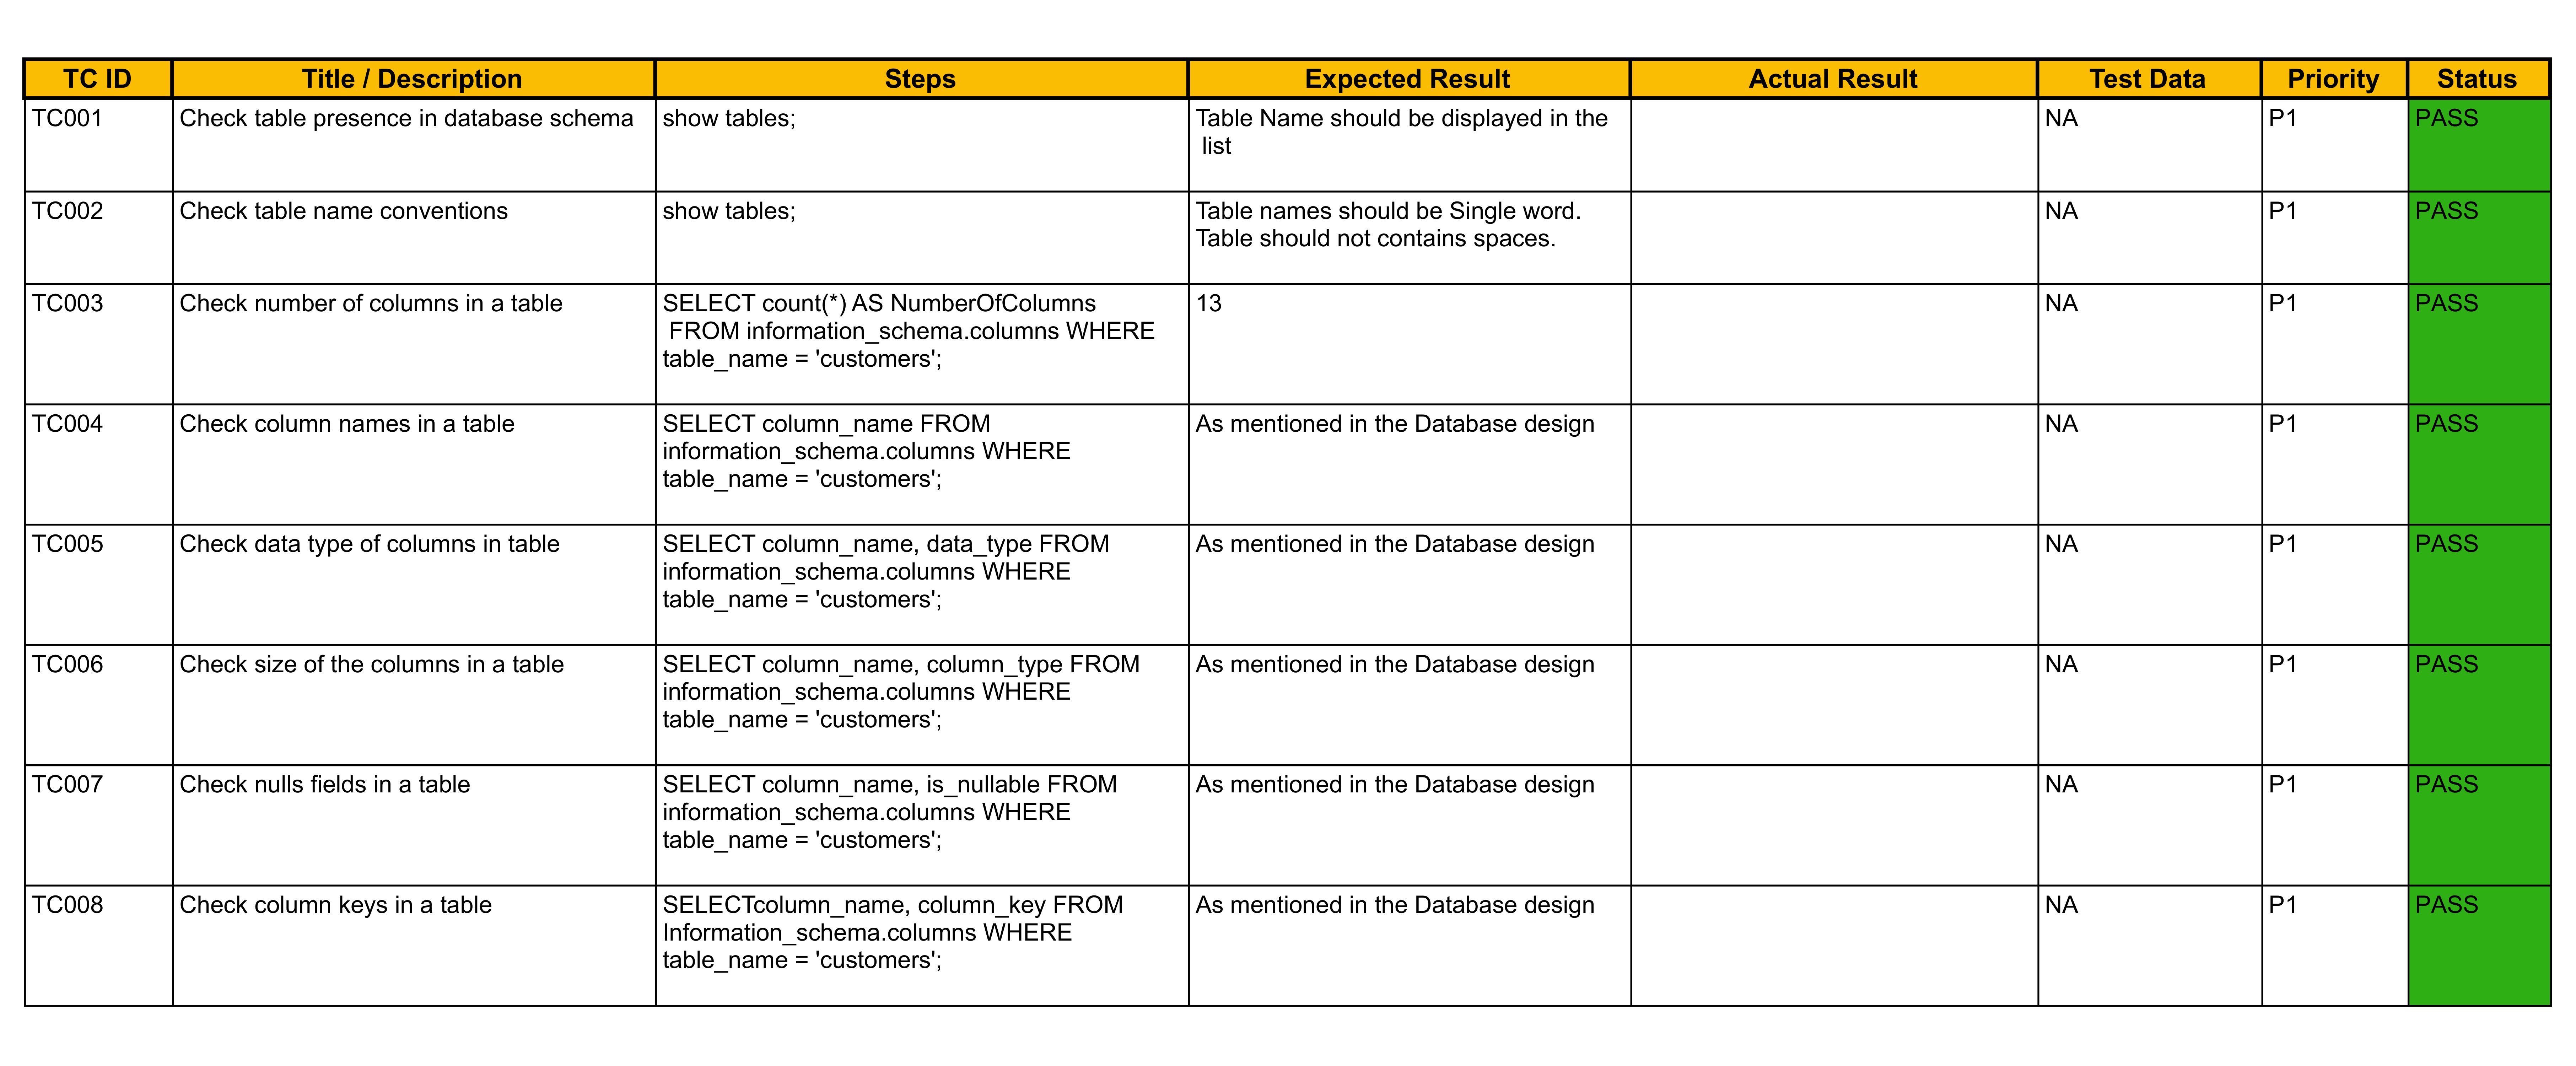 TC ID Title / Description Steps Expected Result Actual Result Test Data Priority Status
TC001 Check table presence in database schema show tables; Table Name should be displayed in the NA P1 PASS
list
TC002 Check table name conventions show tables; Table names should be Single word. NA P1 PASS
Table should not contains spaces.
TC003 Check number of columns in a table SELECT count(*) AS NumberOfColumns 13 NA P1 PASS
FROM information_schema.columns WHERE
table_name = 'customers';
TC004 Check column names in a table SELECT column_name FROM As mentioned in the Database design NA P1 PASS
information_schema.columns WHERE
table_name = 'customers';
TC005 Check data type of columns in table SELECT column_name, data_type FROM As mentioned in the Database design NA P1 PASS
information_schema.columns WHERE
table_name = 'customers';
TC006 Check size of the columns in a table SELECT column_name, column_type FROM As mentioned in the Database design NA P1 PASS
information_schema.columns WHERE
table_name = 'customers';
TC007 Check nulls fields in a table SELECT column_name, is_nullable FROM As mentioned in the Database design NA P1 PASS
information_schema.columns WHERE
table_name = 'customers';
TC008 Check column keys in a table SELECTcolumn_name, column_key FROM As mentioned in the Database design NA P1 PASS
Information_schema.columns WHERE
table_name = 'customers';